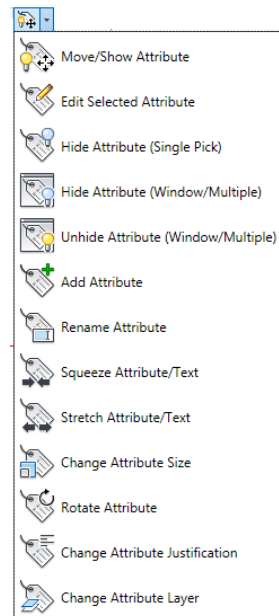 Move/Show Attribute
Edit Selected Attribute
Hide Attribute (Single Pick)
Hide Attribute (Window/Multiple)
Unhide Attribute (Window/Multiple)
Add Attribute
Rename Attribute
Squeeze Attribute/Text
Stretch Attribute/Text
Change Attribute Size
Rotate Attribute
Change Attribute Justification
Change Attribute Layer